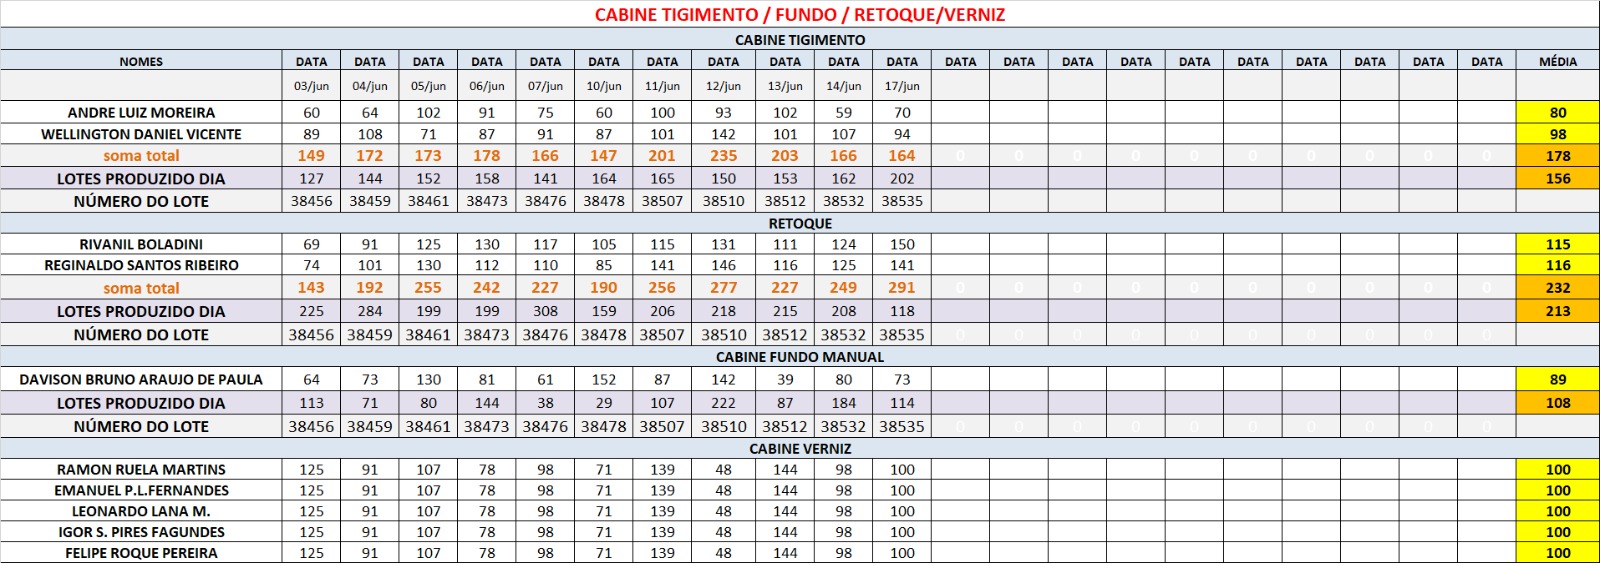 CABINE TIGIMENTO / FUNDO / RETOQUE/VERNIZ
CABINE TIGIMENTO
NOMES DATA DATA DATA DATA DATA DATA DATA DATA DATA DATA DATA DATA DATA DATA DATA DATA DATA DATA DATA DATA DATA MÉDIA
03/jun 04/jun 05/jun 06/jun 07/jun 10/jun 11/jun 12/jun 13/jun 14/jun 17/jun
ANDRE LUIZ MOREIRA 60 64 102 91 75 60 100 93 102 59 70 80
WELLINGTON DANIEL VICENTE 89 108 71 87 91 87 101 142 101 107 94 98
soma total 149 172 173 178 166 147 201 235 203 166 164 0 0 0 0 0 0 0 0 0 0 178
LOTES PRODUZIDO DIA 127 144 152 158 141 164 165 150 153 162 202 156
NÚMERO DO LOTE 38456 38459 38461 38473 38476 38478 38507 38510 38512 38532 38535
RETOQUE
RIVANIL BOLADINI 69 91 125 130 117 105 115 131 111 124 150 115
REGINALDO SANTOS RIBEIRO 74 101 130 112 110 85 141 146 116 125 141 116
soma total 143 192 255 242 227 190 256 277 227 249 291 0 0 0 0 0 0 0 0 0 0 232
LOTES PRODUZIDO DIA 225 284 199 199 308 159 206 218 215 208 118 213
NÚMERO DO LOTE 38456 38459 38461 38473 38476 38478 38507 38510 38512 38532 38535 0 0 0 0 0 0 0 0 0 0
CABINE FUNDO MANUAL
DAVISON BRUNO ARAUJO DE PAULA 64 73 130 81 61 152 87 142 39 80 73 89
LOTES PRODUZIDO DIA 113 71 80 144 38 29 107 222 87 184 114 108
NÚMERO DO LOTE 38456 38459 38461 38473 38476 38478 38507 38510 38512 38532 38535 0 0 0 0 0 0 0 0 0 0
CABINE VERNIZ
RAMON RUELA MARTINS 125 91 107 78 98 71 139 48 144 98 100 100
EMANUEL P.L.FERNANDES 125 91 107 78 98 71 139 48 144 98 100 100
LEONARDO LANA M. 125 91 107 78 98 71 139 48 144 98 100 100
IGOR S. PIRES FAGUNDES 125 91 107 78 98 71 139 48 144 98 100 100
FELIPE ROQUE PEREIRA 125 91 107 78 98 71 139 48 144 98 100 100